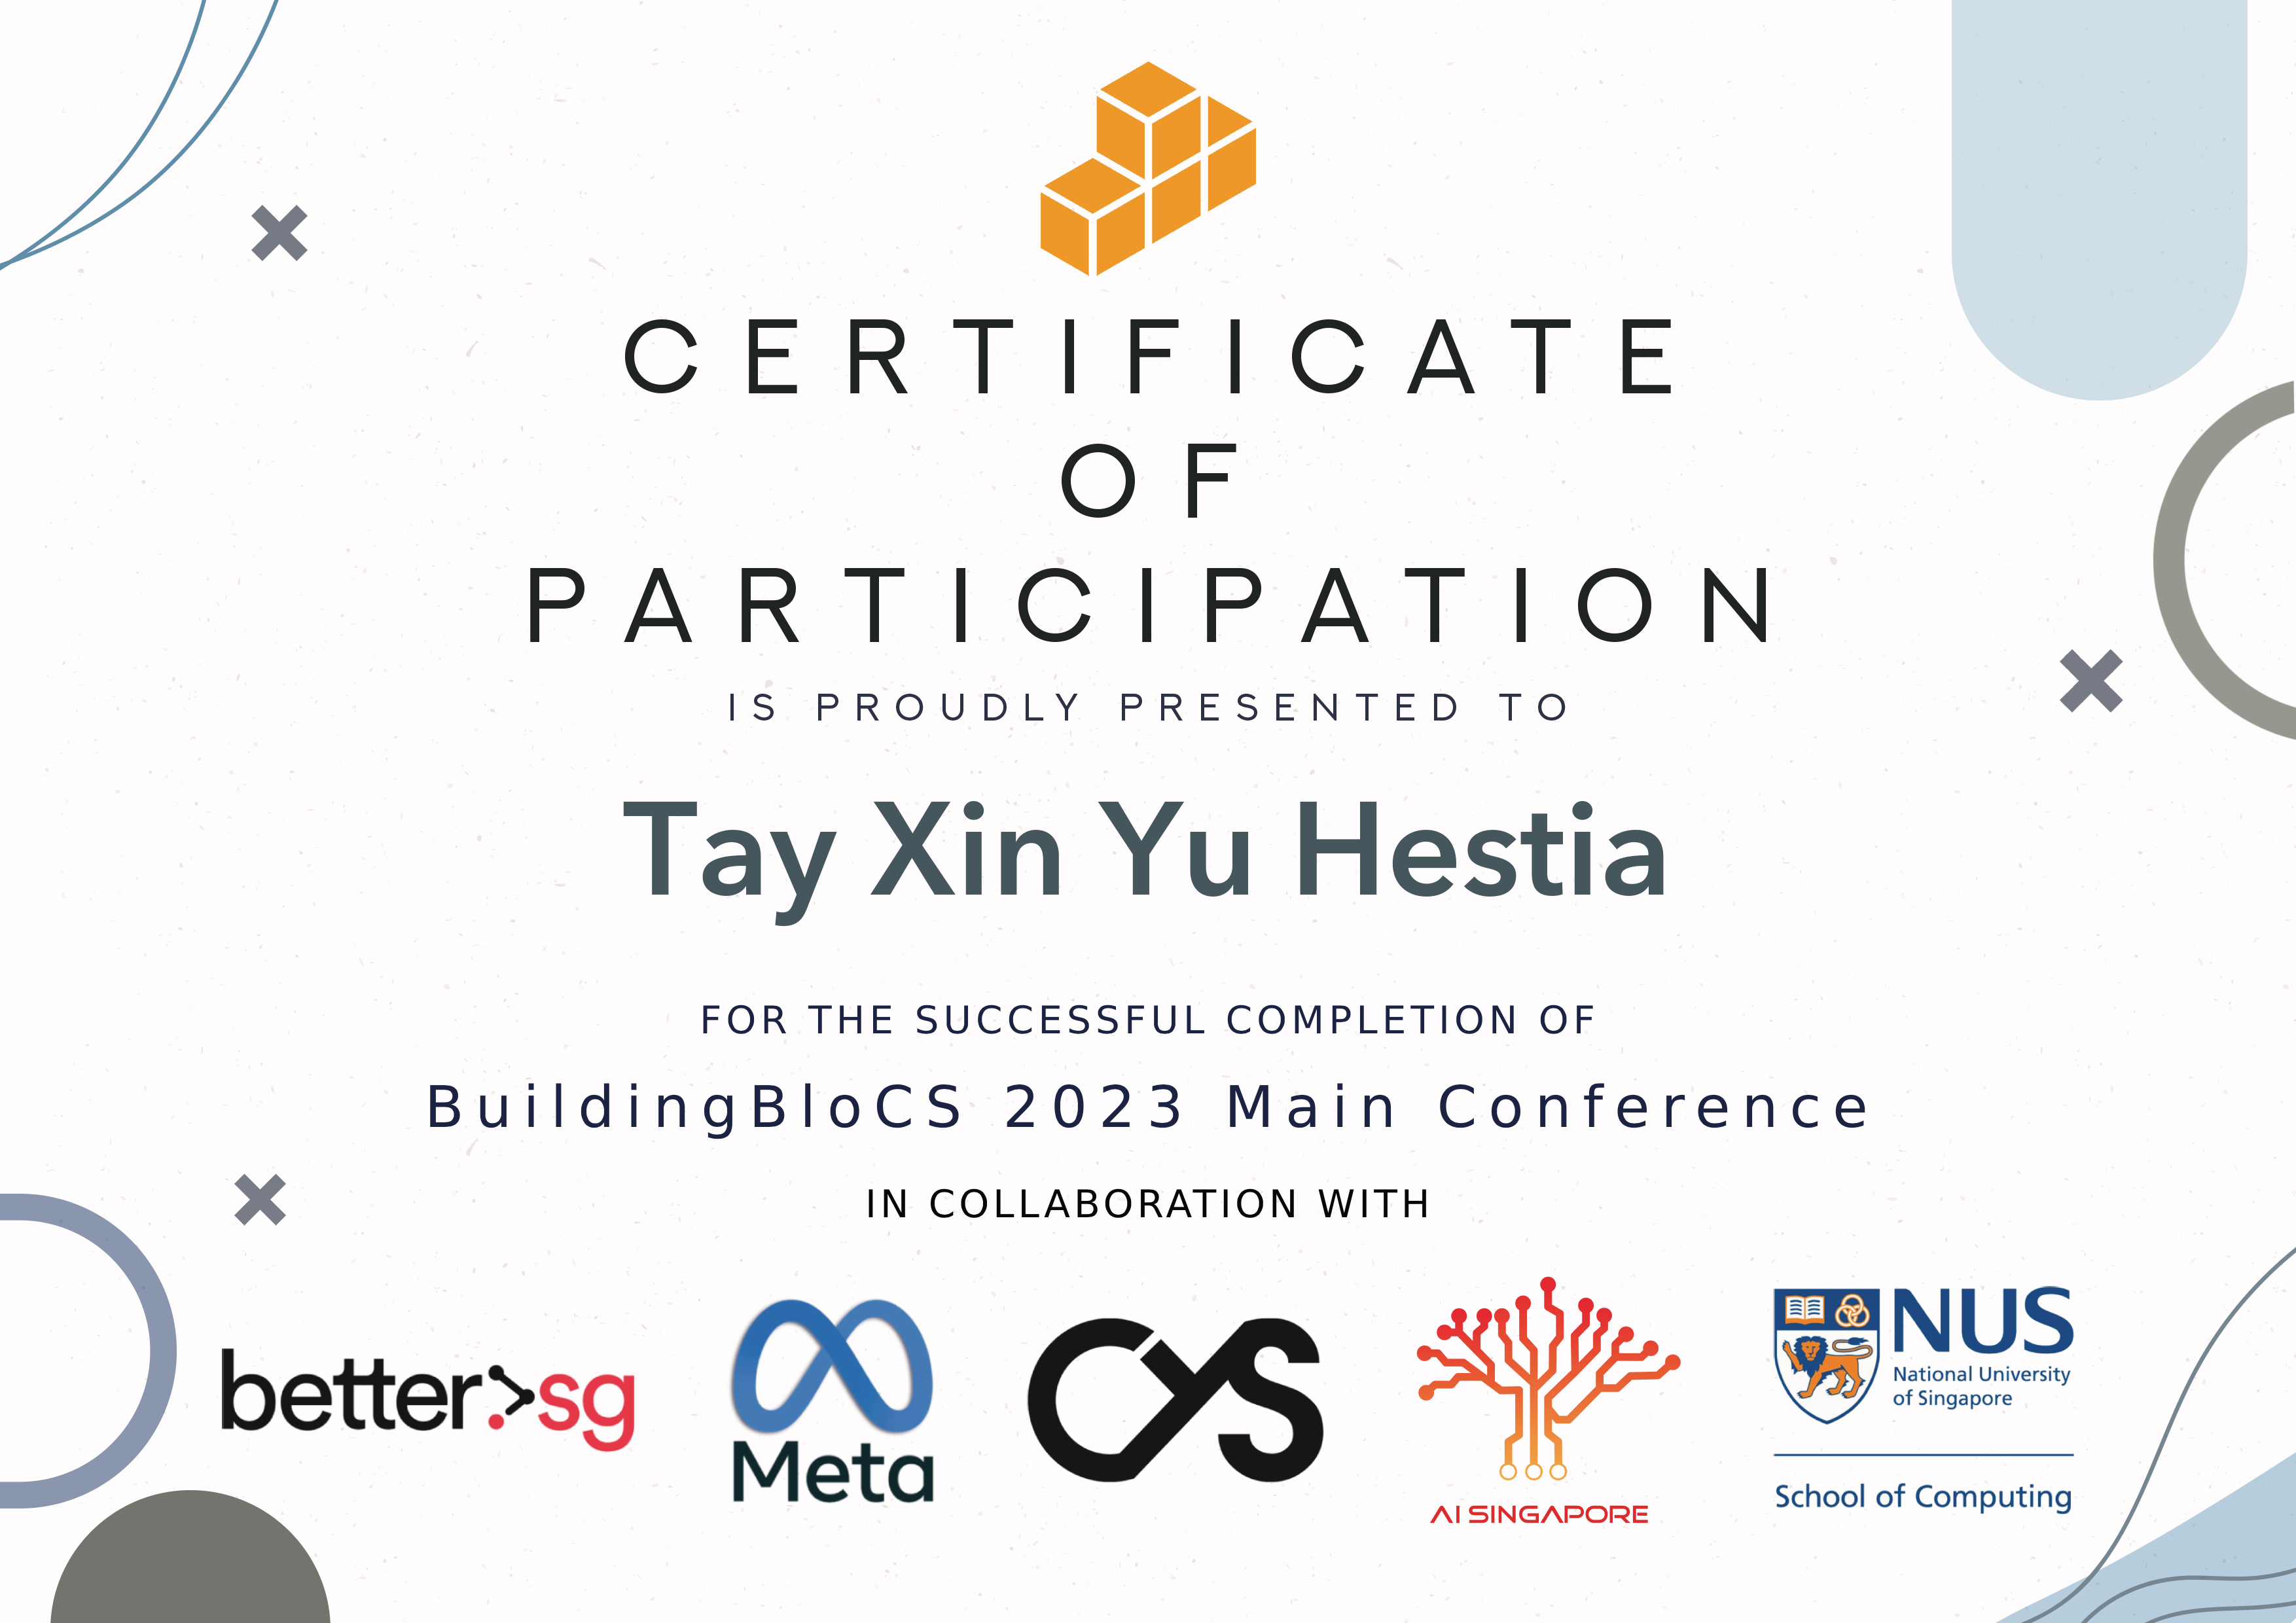 CERTIFICATE
OF
PARTICIPATION
IS PROUDLY PRESENTED TO
Tay Xin Yu Hestia
FOR THE SUCCESSFUL COMPLETION OF
BuildingBloCS 2023 Main Conference
IN COLLABORATION WITH
better.sg
Meta
CXS
AI SINGAPORE
NUS
National University
of Singapore
School of Computing